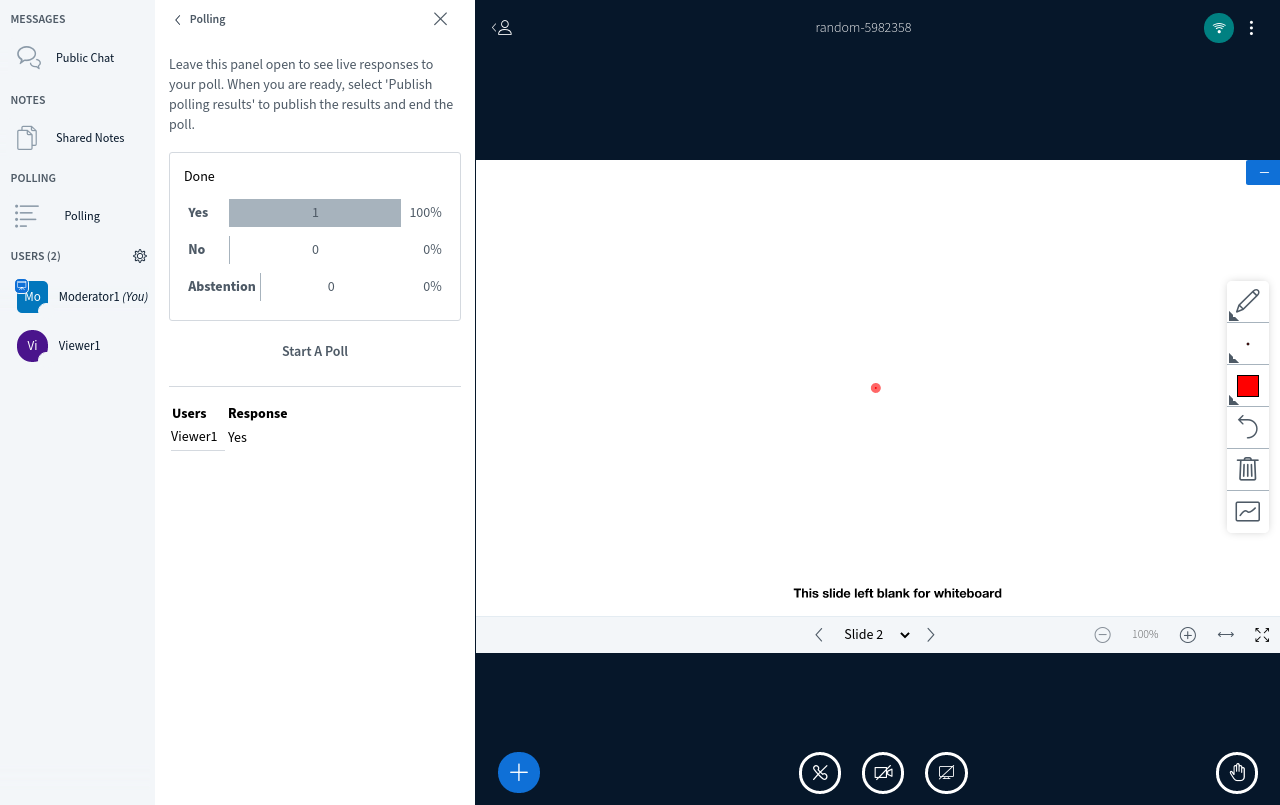 MESSAGES
Public Chat
NOTES
Shared Notes
POLLING
Polling
USERS (2)
Mo
Moderator1 (You)
Vi
Viewer1
Polling
Leave this panel open to see live responses to
your poll. When you are ready, select 'Publish
polling results' to publish the results and end the
poll.
Done
Yes 1 100%
No 0 0%
Abstention 0 0%
Start A Poll
Users Response
Viewer1 Yes
random-5982358
This slide left blank for whiteboard
Slide 2
100%